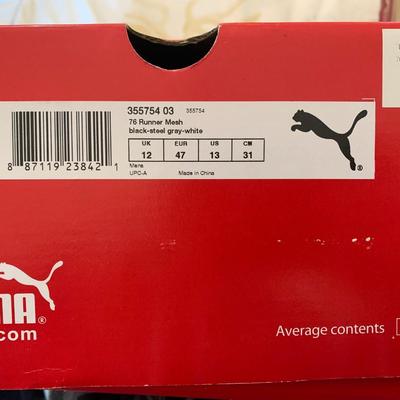 355754 03 355754
76 Runner Mesh
black-steel gray-white
UK EUR US CM
12 47 13 31
Mens
UPC-A Made in China
8 87119 23842 1
®
MA®
.com
Average contents